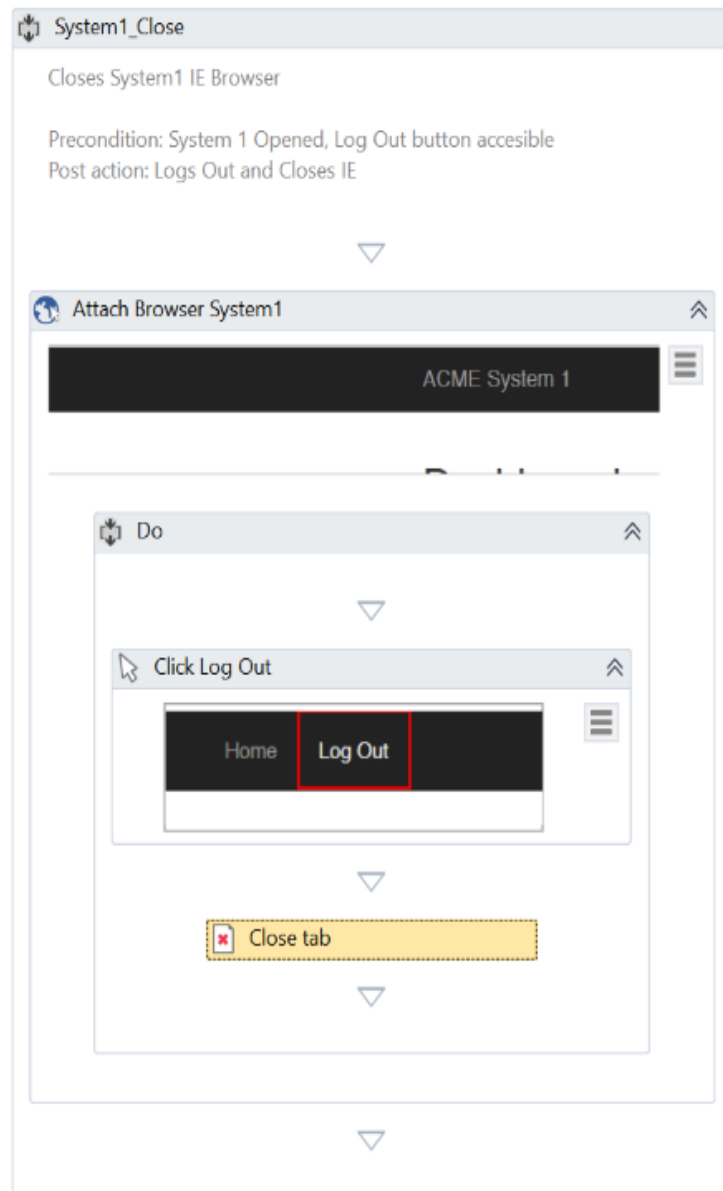 System1_Close
Closes System1 IE Browser
Precondition: System 1 Opened, Log Out button accesible
Post action: Logs Out and Closes IE
Attach Browser System1
ACME System 1
Do
Click Log Out
Home Log Out
Close tab